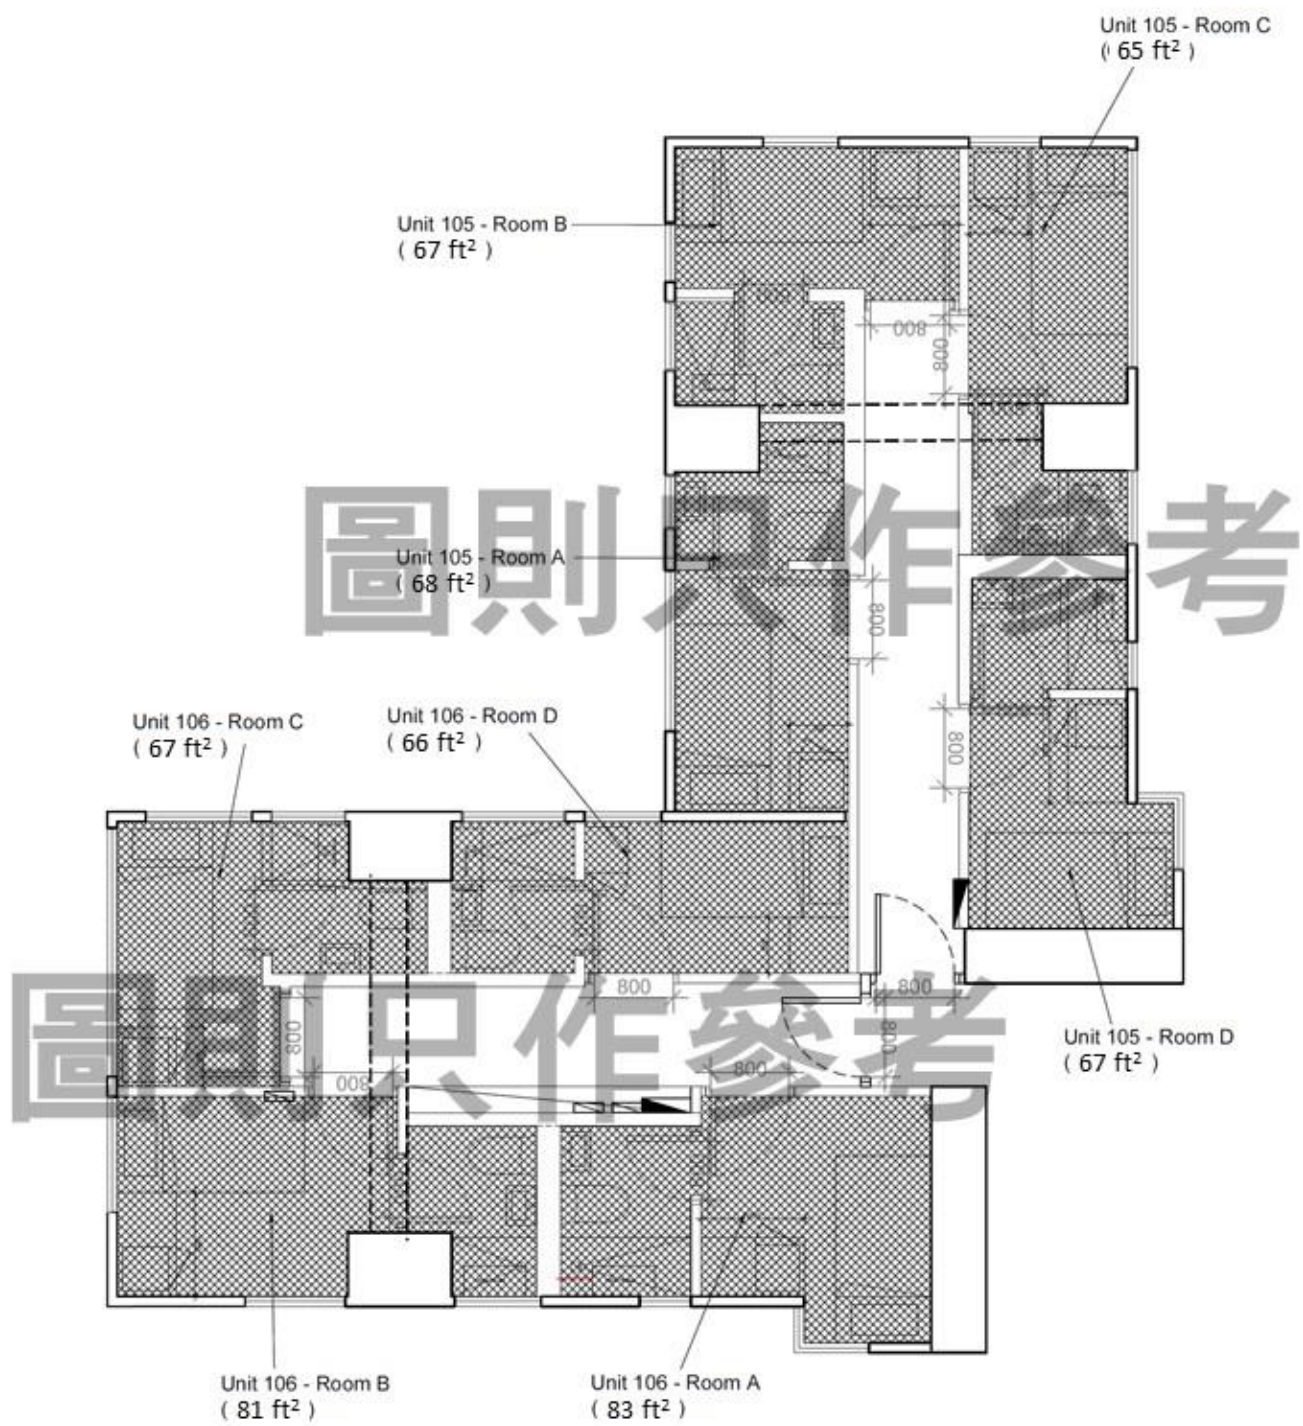 Unit 105 - Room C
( 65 ft² )
Unit 105 - Room B
( 67 ft² )
800
800
800
圖則只作參考
Unit 105 - Room A
( 68 ft² )
800
Unit 106 - Room C
( 67 ft² )
Unit 106 - Room D
( 66 ft² )
800
圖則只作參考
800
800
800
800
800
800
Unit 105 - Room D
( 67 ft² )
Unit 106 - Room B
( 81 ft² )
Unit 106 - Room A
( 83 ft² )